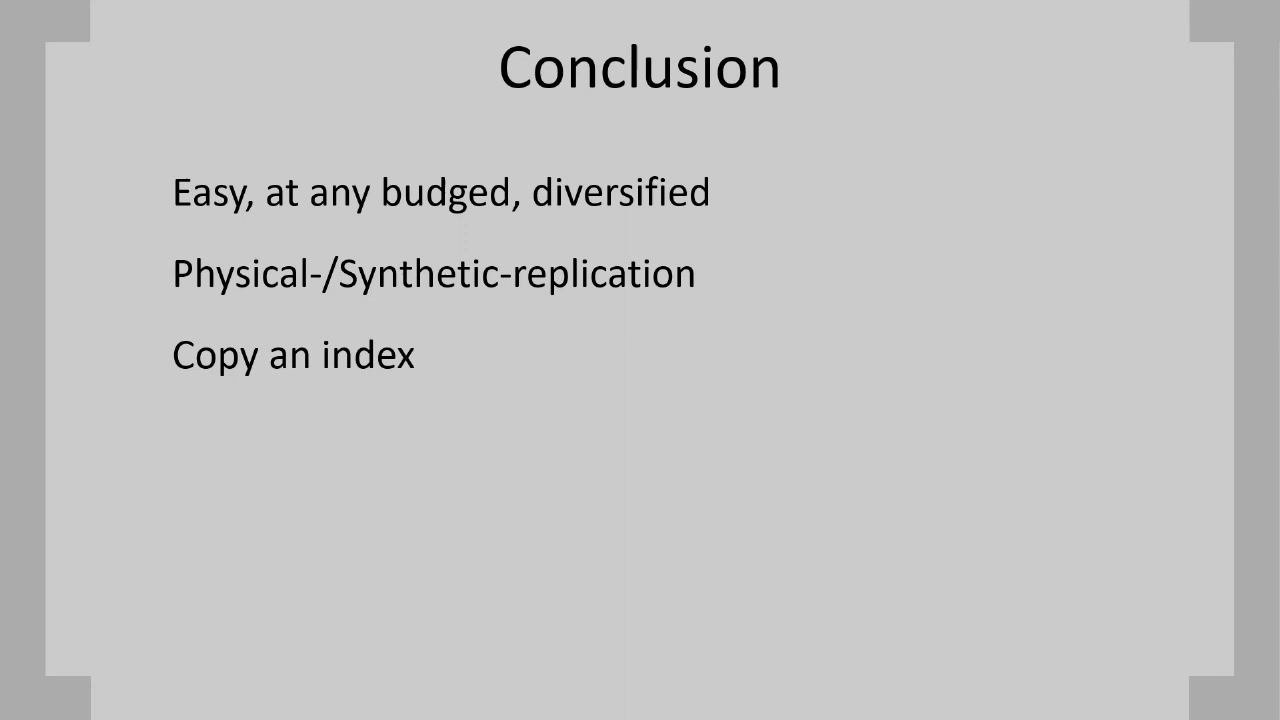 Conclusion
Easy, at any budged, diversified
Physical-/Synthetic-replication
Copy an index